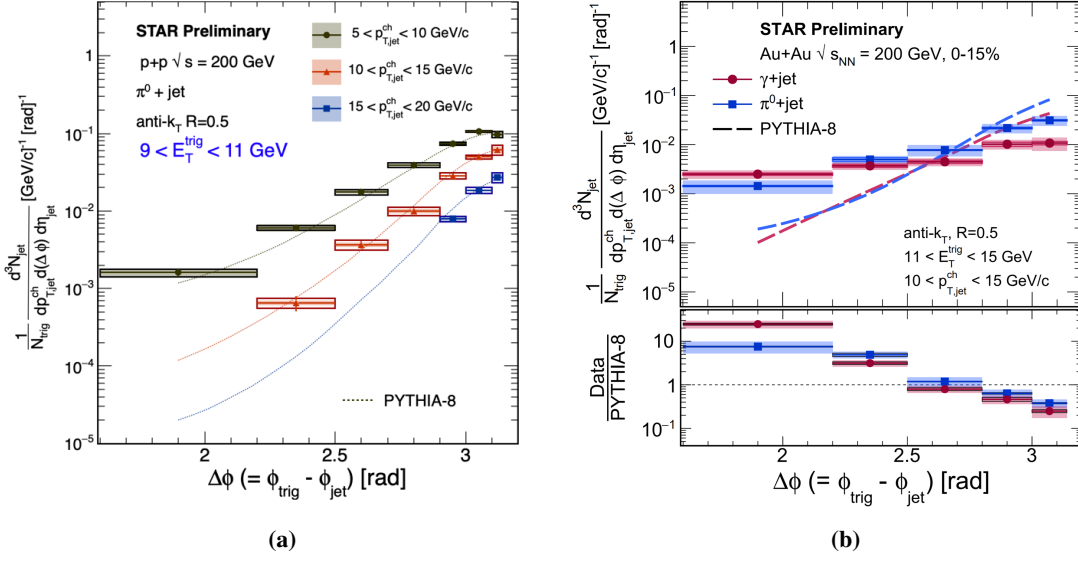 STAR Preliminary
p+p √s = 200 GeV
π⁰ + jet
anti-k_T R=0.5
9 < E_T^trig < 11 GeV
5 < p_T,jet^ch < 10 GeV/c
10 < p_T,jet^ch < 15 GeV/c
15 < p_T,jet^ch < 20 GeV/c
PYTHIA-8
1/N_trig d³N_jet/(dp_T,jet^ch d(Δϕ) dη_jet) [GeV/c]⁻¹ [rad]⁻¹
1
10⁻¹
10⁻²
10⁻³
10⁻⁴
10⁻⁵
2 2.5 3
Δϕ (= ϕ_trig - ϕ_jet) [rad]
(a)
STAR Preliminary
Au+Au √s_NN = 200 GeV, 0-15%
γ+jet
π⁰+jet
PYTHIA-8
anti-k_T, R=0.5
11 < E_T^trig < 15 GeV
10 < p_T,jet^ch < 15 GeV/c
1/N_trig d³N_jet/(dp_T,jet^ch d(Δϕ) dη_jet) [GeV/c]⁻¹ [rad]⁻¹
1
10⁻¹
10⁻²
10⁻³
10⁻⁴
10⁻⁵
Data/PYTHIA-8
10
1
10⁻¹
2 2.5 3
Δϕ (= ϕ_trig - ϕ_jet) [rad]
(b)